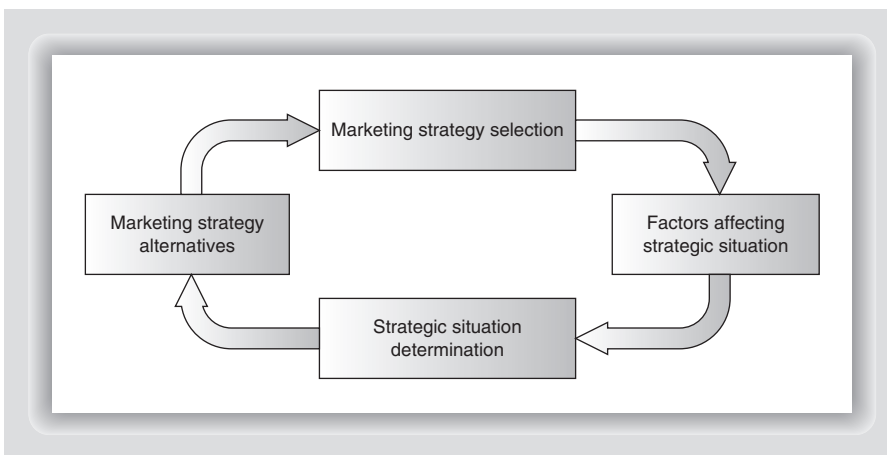 Marketing strategy selection
Marketing strategy
alternatives
Factors affecting
strategic situation
Strategic situation
determination